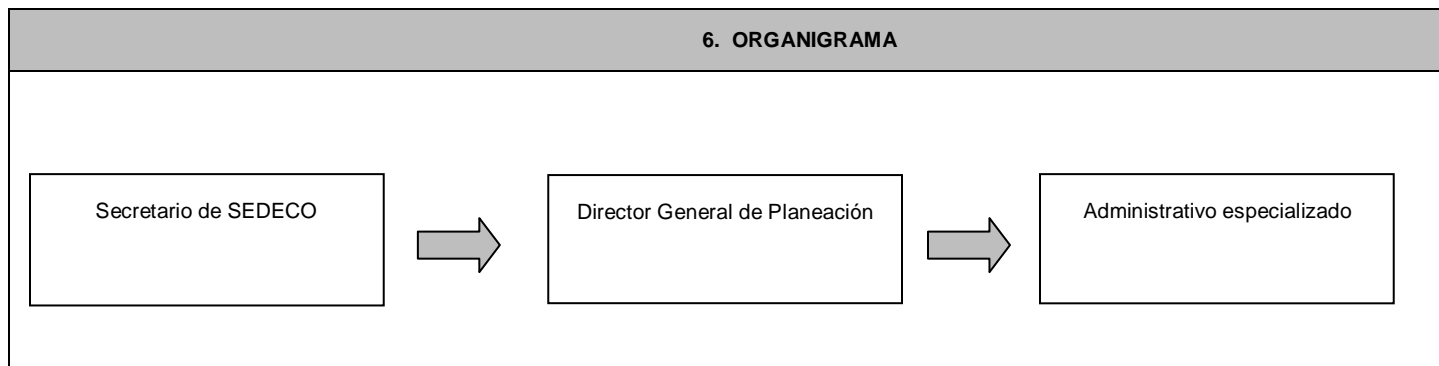 6. ORGANIGRAMA
Secretario de SEDECO
Director General de Planeación
Administrativo especializado